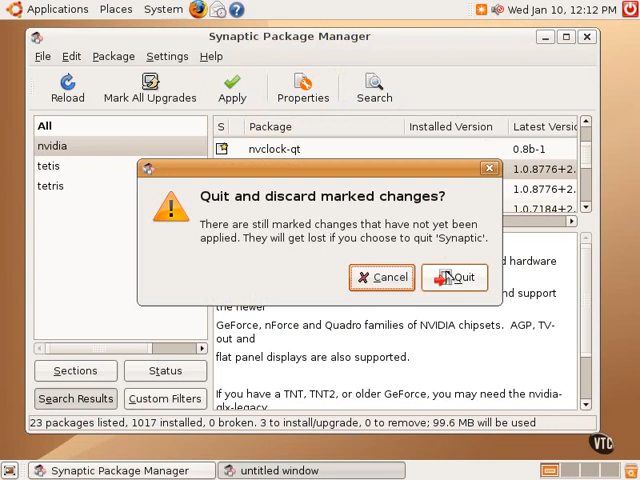 Applications Places System Wed Jan 10, 12:12 PM
Synaptic Package Manager
File Edit Package Settings Help
Reload Mark All Upgrades Apply Properties Search
All
nvidia
tetis
tetris
S Package Installed Version Latest Versic
nvclock-qt 0.8b-1
1.0.8776+2.
1.0.8776+2.
1.0.7184+2.
Quit and discard marked changes?
There are still marked changes that have not yet been
applied. They will get lost if you choose to quit 'Synaptic'.
Cancel Quit
d hardware
nd support
the newer
GeForce, nForce and Quadro families of NVIDIA chipsets. AGP, TV-
out and
flat panel displays are also supported.
If you have a TNT, TNT2, or older GeForce, you may need the nvidia-
glx-legacy
Sections Status
Search Results Custom Filters
23 packages listed, 1017 installed, 0 broken. 3 to install/upgrade, 0 to remove; 99.6 MB will be used
VTC
Synaptic Package Manager untitled window